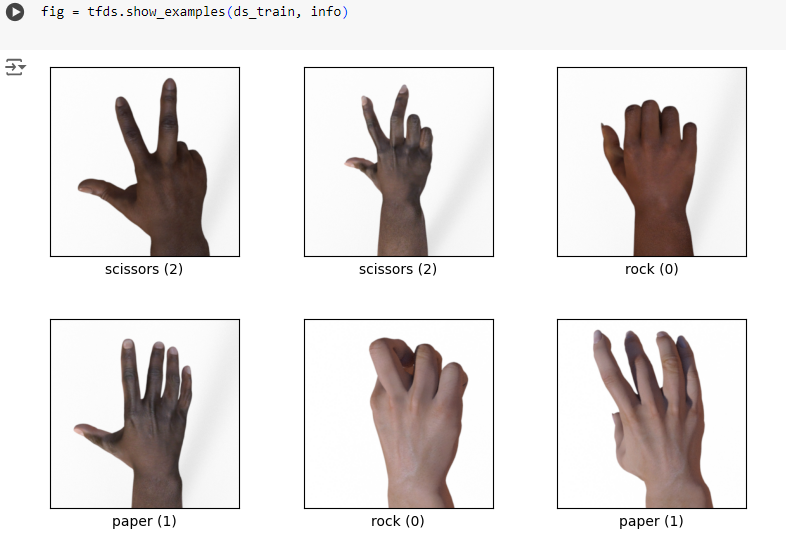 fig = tfds.show_examples(ds_train, info)
scissors (2)
scissors (2)
rock (0)
paper (1)
rock (0)
paper (1)